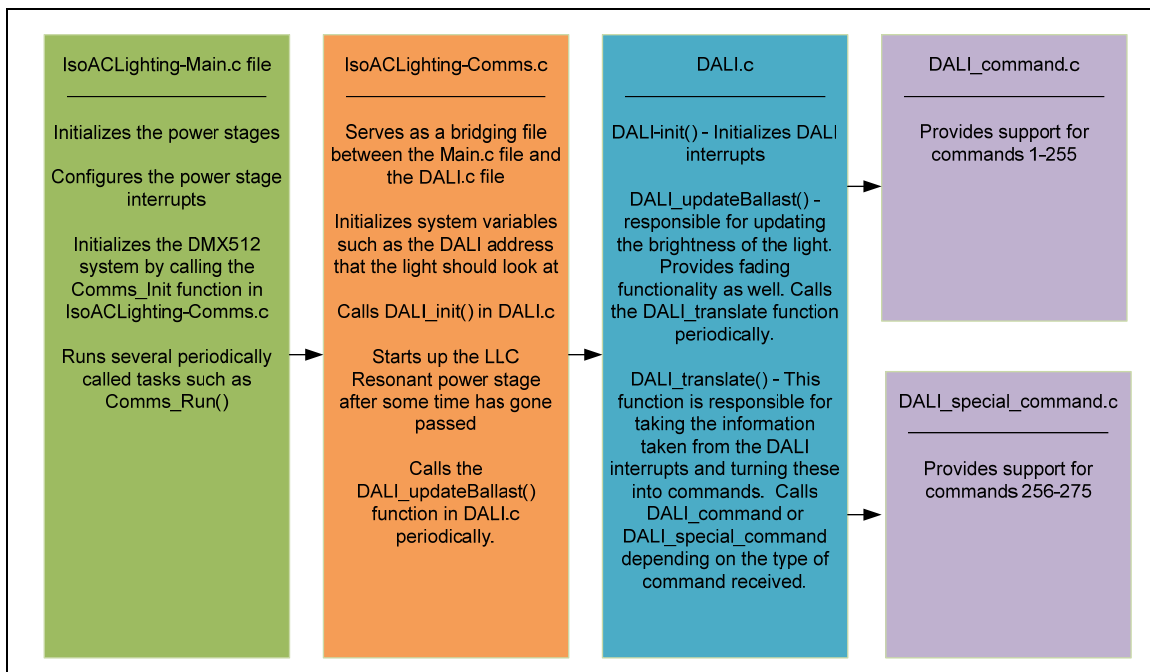 IsoACLighting-Main.c file
Initializes the power stages
Configures the power stage
interrupts
Initializes the DMX512
system by calling the
Comms_Init function in
IsoACLighting-Comms.c
Runs several periodically
called tasks such as
Comms_Run()
IsoACLighting-Comms.c
Serves as a bridging file
between the Main.c file and
the DALI.c file
Initializes system variables
such as the DALI address
that the light should look at
Calls DALI_init() in DALI.c
Starts up the LLC
Resonant power stage
after some time has gone
passed
Calls the
DALI_updateBallast()
function in DALI.c
periodically.
DALI.c
DALI-init() - Initializes DALI
interrupts
DALI_updateBallast() -
responsible for updating
the brightness of the light.
Provides fading
functionality as well. Calls
the DALI_translate function
periodically.
DALI_translate() - This
function is responsible for
taking the information
taken from the DALI
interrupts and turning these
into commands. Calls
DALI_command or
DALI_special_command
depending on the type of
command received.
DALI_command.c
Provides support for
commands 1-255
DALI_special_command.c
Provides support for
commands 256-275